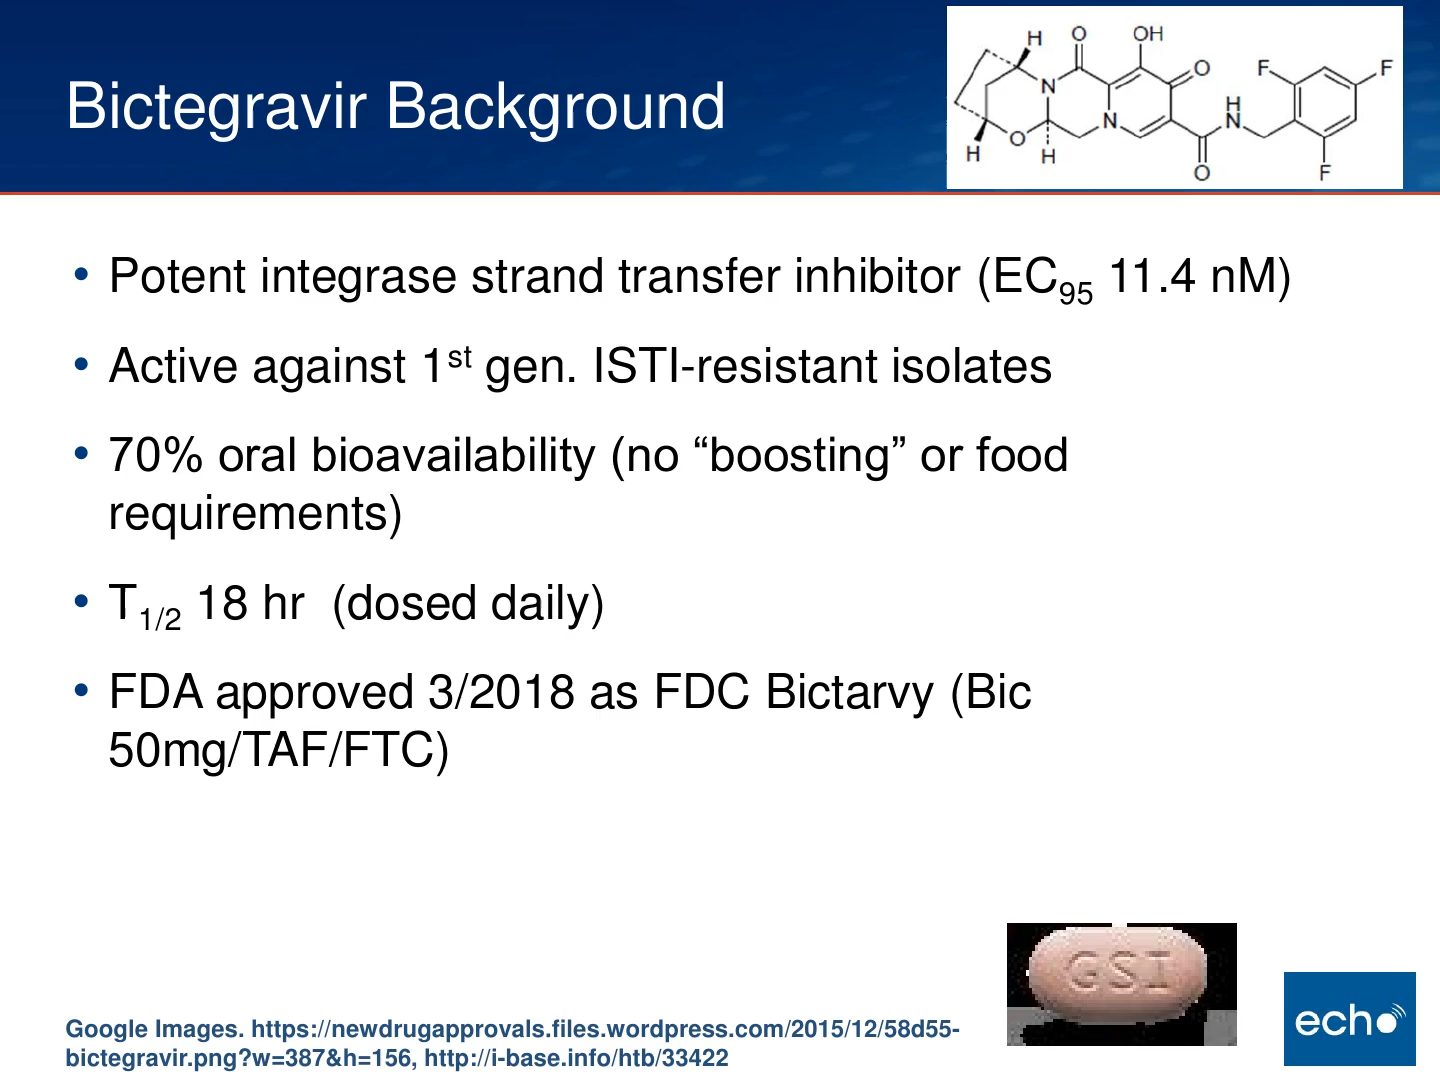 Bictegravir Background
H
O
OH
N
O
F
F
H
N
N
O
H
H
O
F
• Potent integrase strand transfer inhibitor (EC95 11.4 nM)
• Active against 1st gen. ISTI-resistant isolates
• 70% oral bioavailability (no “boosting” or food
requirements)
• T1/2 18 hr (dosed daily)
• FDA approved 3/2018 as FDC Bictarvy (Bic
50mg/TAF/FTC)
GSI
echo
Google Images. https://newdrugapprovals.files.wordpress.com/2015/12/58d55-
bictegravir.png?w=387&h=156, http://i-base.info/htb/33422